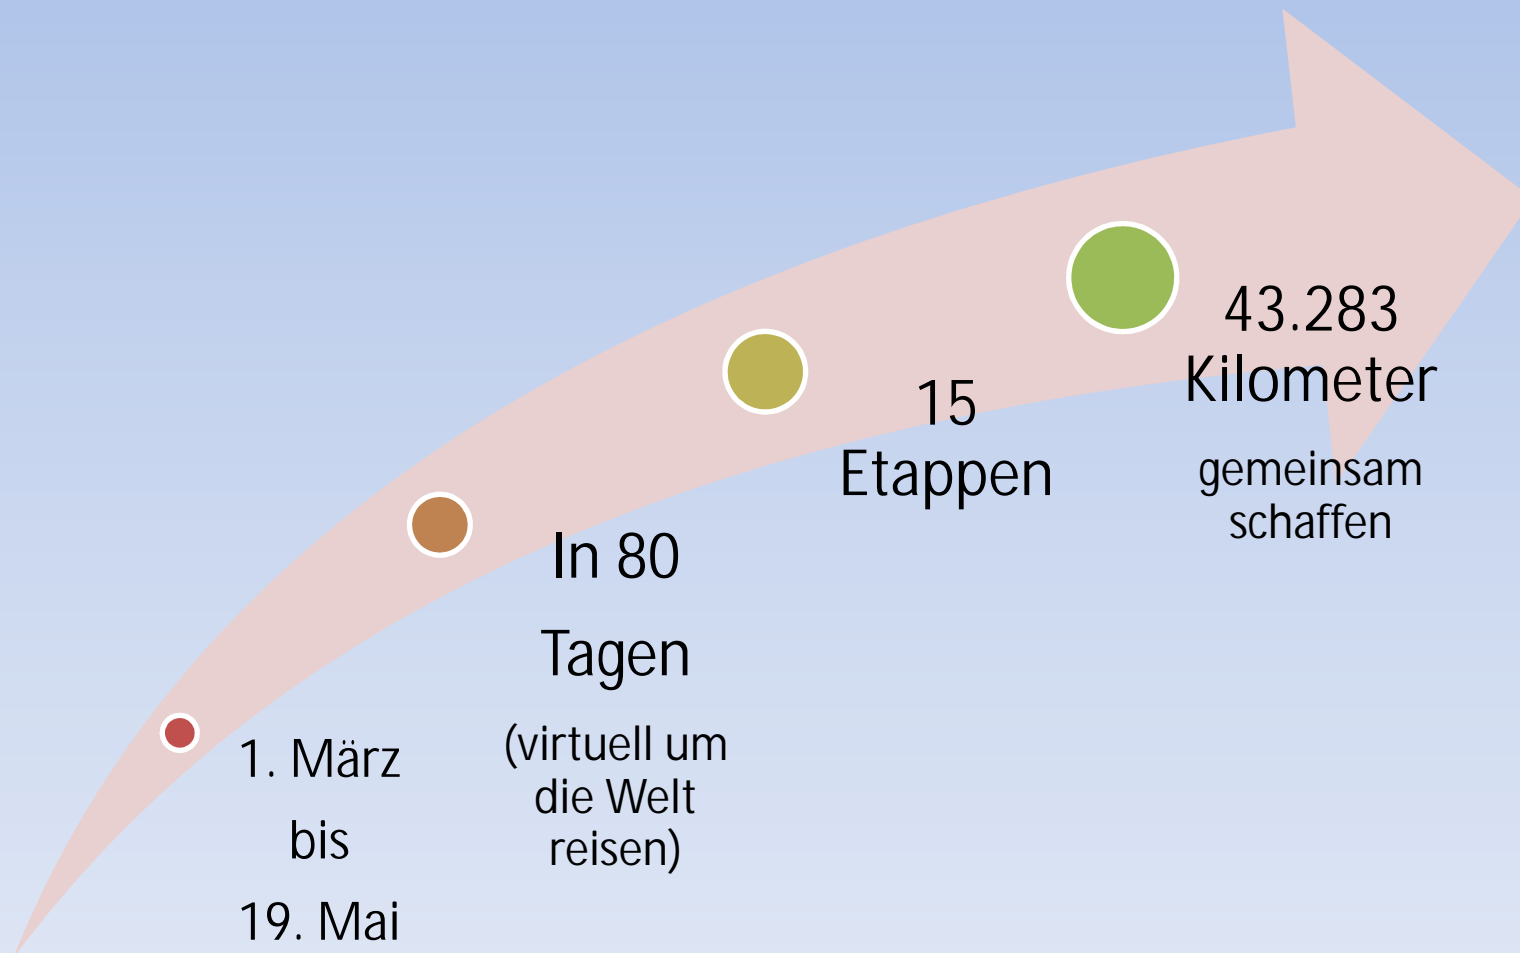 1. März
bis
19. Mai
In 80
Tagen
(virtuell um
die Welt
reisen)
15
Etappen
43.283
Kilometer
gemeinsam
schaffen